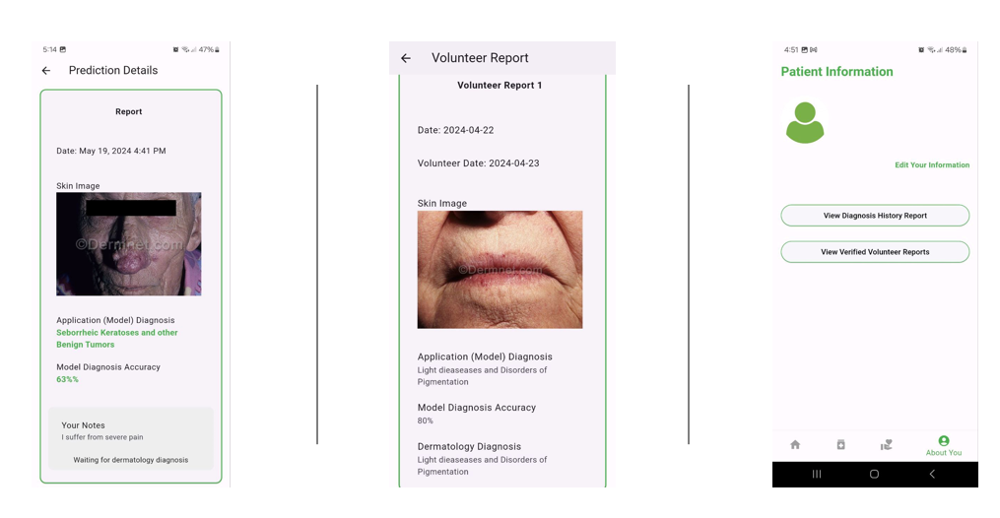 5:14
47%
Prediction Details
Report
Date: May 19, 2024 4:41 PM
Skin Image
©Dermnet.com
Application (Model) Diagnosis
Seborrheic Keratoses and other
Benign Tumors
Model Diagnosis Accuracy
63%%
Your Notes
I suffer from severe pain
Waiting for dermatology diagnosis
Volunteer Report
Volunteer Report 1
Date: 2024-04-22
Volunteer Date: 2024-04-23
Skin Image
©Dermnet.com
Application (Model) Diagnosis
Light dieaseases and Disorders of
Pigmentation
Model Diagnosis Accuracy
80%
Dermatology Diagnosis
Light dieaseases and Disorders of
Pigmentation
4:51
48%
Patient Information
Edit Your Information
View Diagnosis History Report
View Verified Volunteer Reports
About You